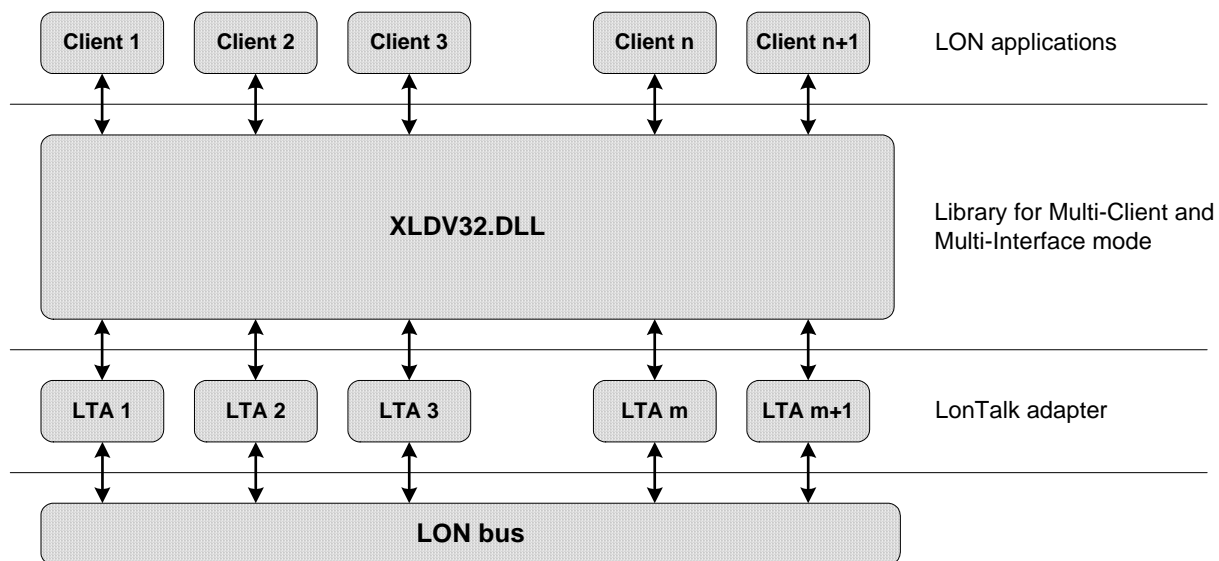 Client 1
Client 2
Client 3
Client n
Client n+1
LON applications
XLDV32.DLL
Library for Multi-Client and
Multi-Interface mode
LTA 1
LTA 2
LTA 3
LTA m
LTA m+1
LonTalk adapter
LON bus